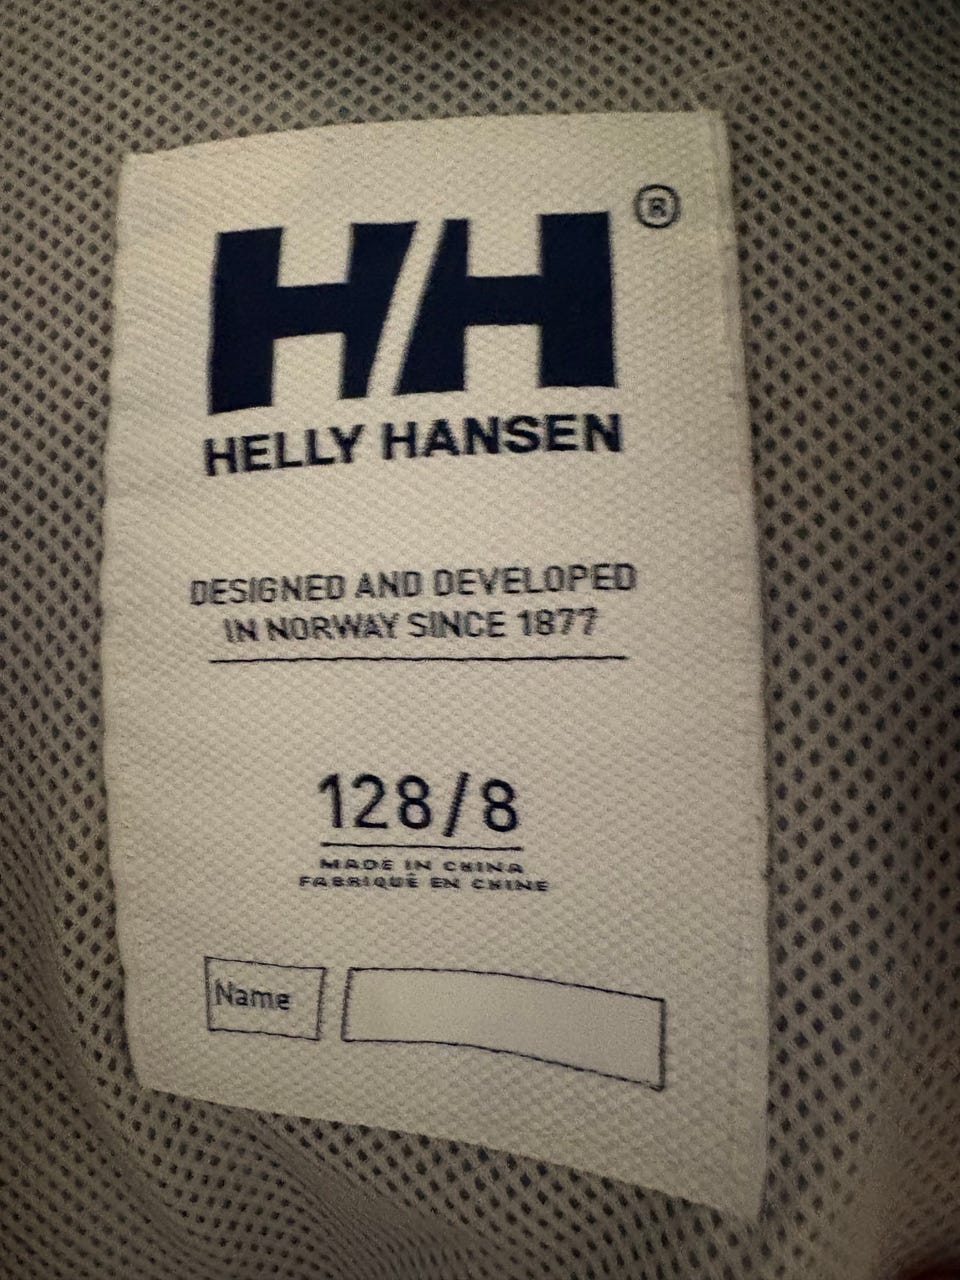 HH®
HELLY HANSEN
DESIGNED AND DEVELOPED
IN NORWAY SINCE 1877
128/8
MADE IN CHINA
FABRIQUÉ EN CHINE
Name